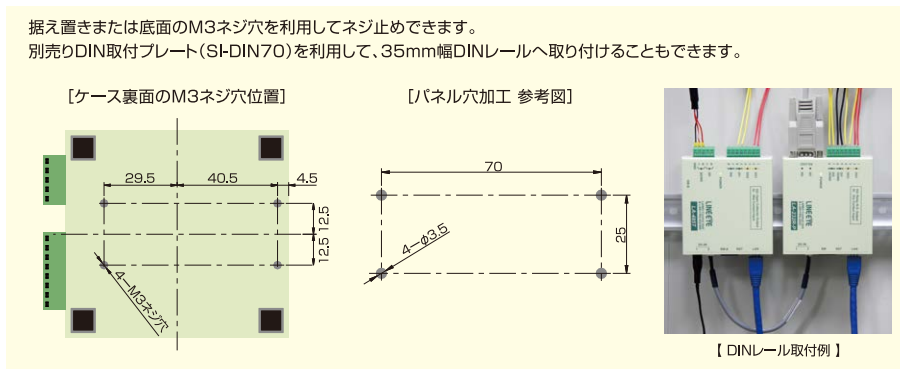 据え置きまたは底面のM3ネジ穴を利用してネジ止めできます。
別売りDIN取付プレート(SI-DIN70)を利用して、35mm幅DINレールへ取り付けることもできます。
[ケース裏面のM3ネジ穴位置]
29.5
40.5
4.5
12.5
12.5
4-M3ネジ穴
[パネル穴加工 参考図]
70
25
4-φ3.5
LINEEYE
LINEEYE
【 DINレール取付例 】